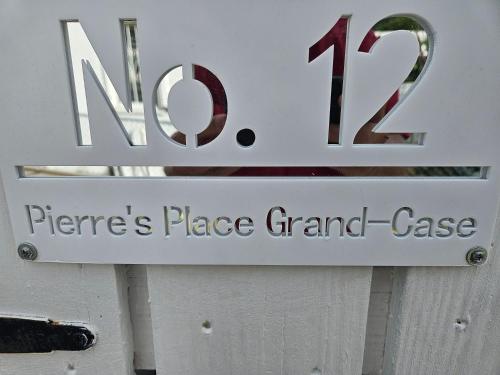 No. 12
Pierre's Place Grand-Case